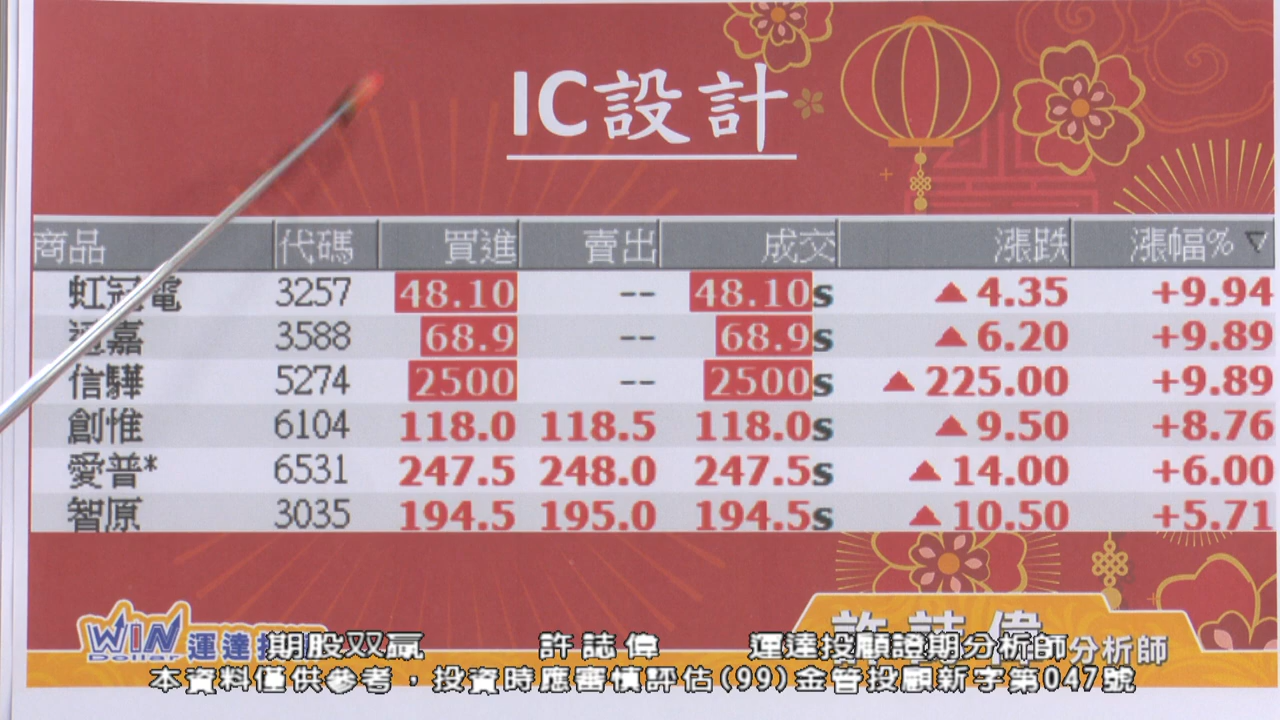 IC設計
商品 代碼 買進 賣出 成交 漲跌 漲幅% ▽
虹冠電 3257 48.10 -- 48.10s ▲4.35 +9.94
通嘉 3588 68.9 -- 68.9s ▲6.20 +9.89
信驊 5274 2500 -- 2500s ▲225.00 +9.89
創惟 6104 118.0 118.5 118.0s ▲9.50 +8.76
愛普* 6531 247.5 248.0 247.5s ▲14.00 +6.00
智原 3035 194.5 195.0 194.5s ▲10.50 +5.71
WIN Dollar 運達投 許誌偉 分析師
期股双贏 許誌偉 運達投顧證期分析師
本資料僅供參考，投資時應審慎評估(99)金管投顧新字第047號